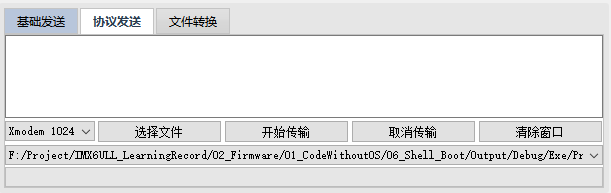 基础发送 协议发送 文件转换
Xmodem 1024 选择文件 开始传输 取消传输 清除窗口
F:/Project/IMX6ULL_LearningRecord/02_Firmware/01_CodeWithoutOS/06_Shell_Boot/Output/Debug/Exe/Pr